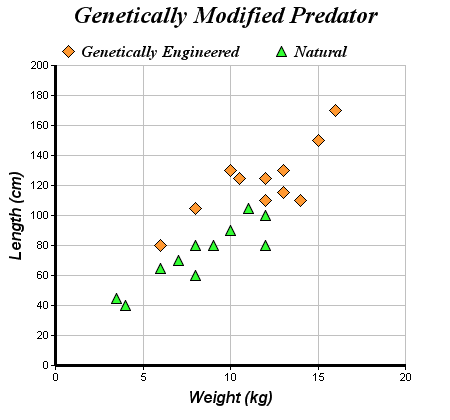 Genetically Modified Predator
Genetically Engineered Natural
200
180
160
140
120
100
80
60
40
20
0
Length (cm)
0 5 10 15 20
Weight (kg)